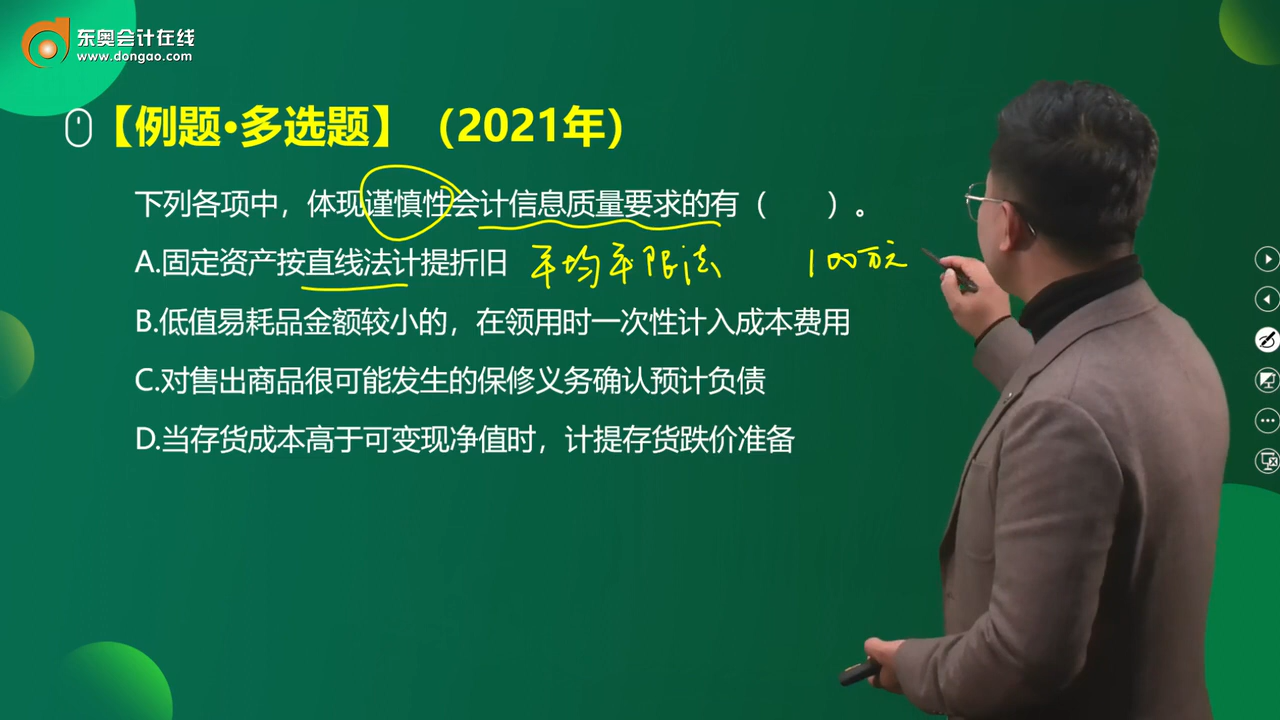 东奥会计在线
www.dongao.com
【例题•多选题】（2021年）
下列各项中，体现谨慎性会计信息质量要求的有（　　）。
A.固定资产按直线法计提折旧 平均年限法 100万元
B.低值易耗品金额较小的，在领用时一次性计入成本费用
C.对售出商品很可能发生的保修义务确认预计负债
D.当存货成本高于可变现净值时，计提存货跌价准备